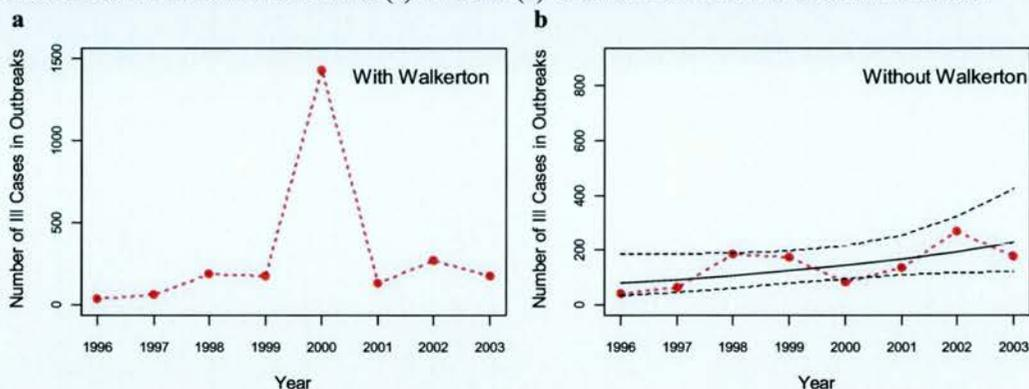 a
Number of Ill Cases in Outbreaks
1500
1000
500
0
With Walkerton
1996 1997 1998 1999 2000 2001 2002 2003
Year
b
Number of Ill Cases in Outbreaks
800
600
400
200
0
Without Walkerton
1996 1997 1998 1999 2000 2001 2002 2003
Year